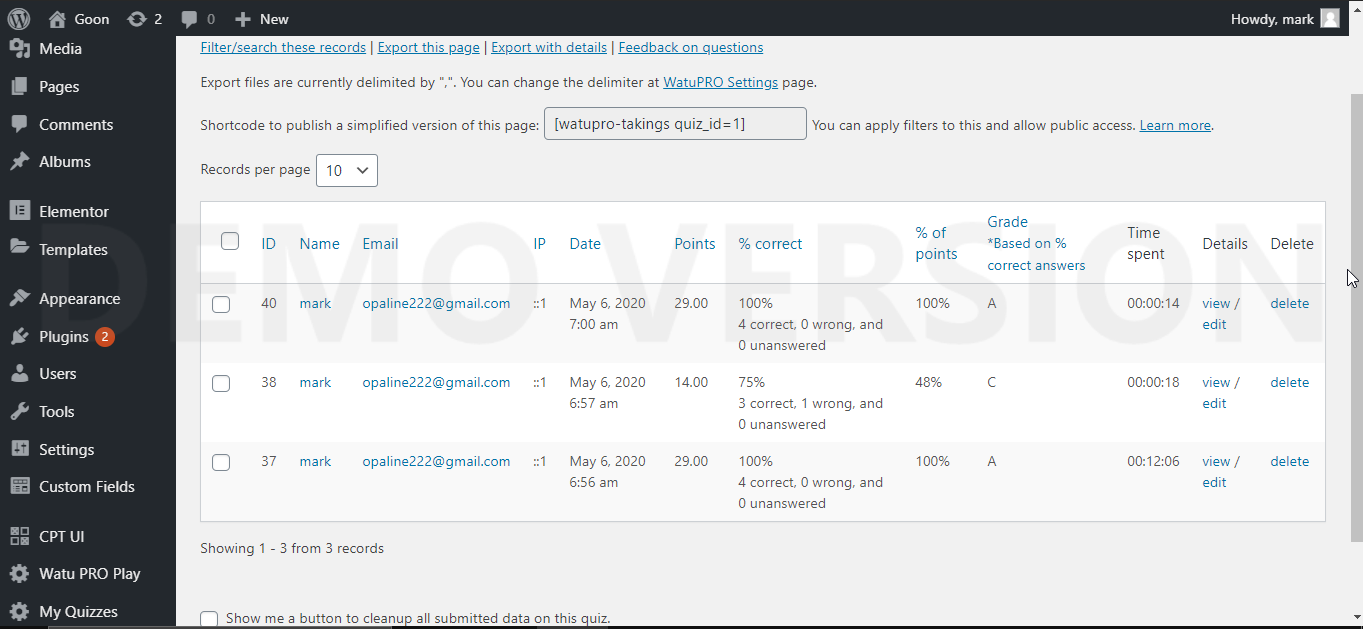 Goon 2 0 New Howdy, mark
Media
Pages
Comments
Albums
Elementor
Templates
Appearance
Plugins 2
Users
Tools
Settings
Custom Fields
CPT UI
Watu PRO Play
My Quizzes
Filter/search these records | Export this page | Export with details | Feedback on questions
Export files are currently delimited by ",". You can change the delimiter at WatuPRO Settings page.
Shortcode to publish a simplified version of this page: [watupro-takings quiz_id=1] You can apply filters to this and allow public access. Learn more.
Records per page 10
DEMO VERSION
ID Name Email IP Date Points % correct % of points Grade *Based on % correct answers Time spent Details Delete
40 mark opaline222@gmail.com ::1 May 6, 2020 29.00 100% 100% A 00:00:14 view / delete
7:00 am 4 correct, 0 wrong, and edit
0 unanswered
38 mark opaline222@gmail.com ::1 May 6, 2020 14.00 75% 48% C 00:00:18 view / delete
6:57 am 3 correct, 1 wrong, and edit
0 unanswered
37 mark opaline222@gmail.com ::1 May 6, 2020 29.00 100% 100% A 00:12:06 view / delete
6:56 am 4 correct, 0 wrong, and edit
0 unanswered
Showing 1 - 3 from 3 records
Show me a button to cleanup all submitted data on this quiz.